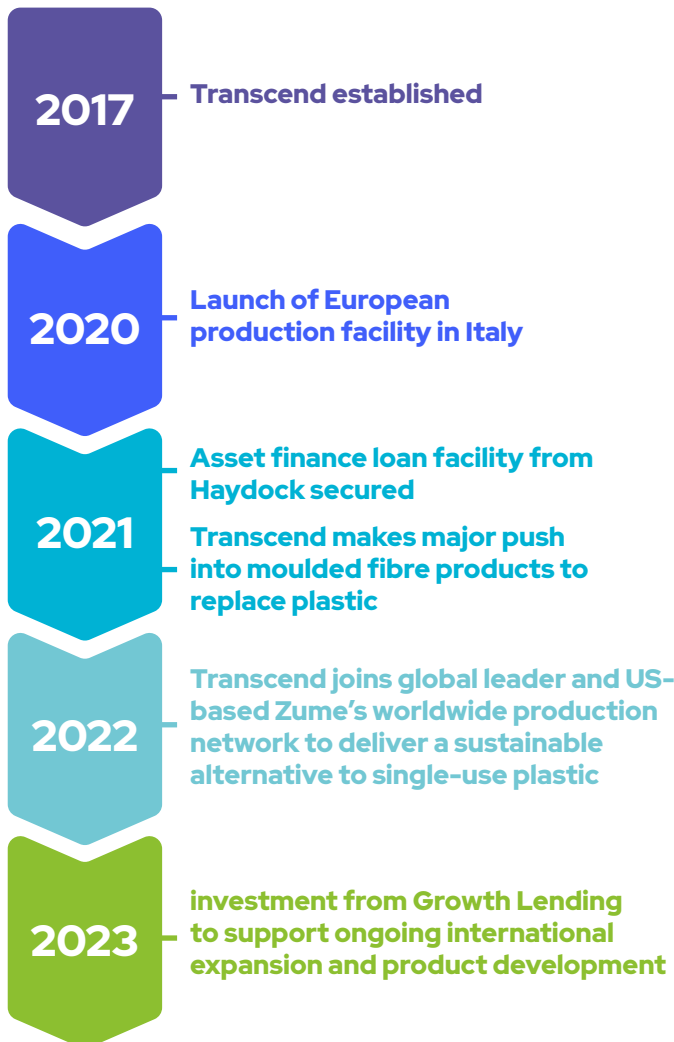 2017
Transcend established
2020
Launch of European
production facility in Italy
2021
Asset finance loan facility from
Haydock secured
Transcend makes major push
into moulded fibre products to
replace plastic
2022
Transcend joins global leader and US-
based Zume’s worldwide production
network to deliver a sustainable
alternative to single-use plastic
2023
investment from Growth Lending
to support ongoing international
expansion and product development